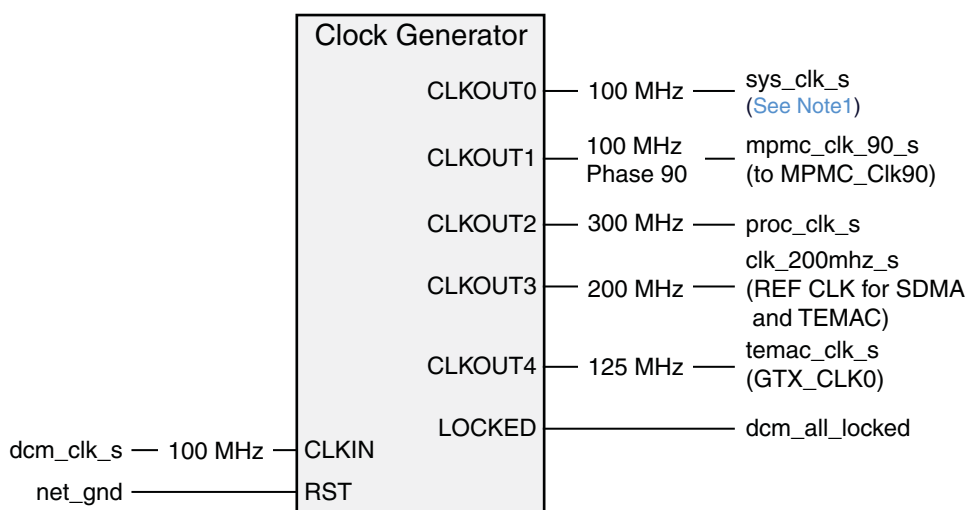 Clock Generator
CLKOUT0 100 MHz sys_clk_s
(See Note1)
CLKOUT1 100 MHz mpmc_clk_90_s
Phase 90 (to MPMC_Clk90)
CLKOUT2 300 MHz proc_clk_s
clk_200mhz_s
CLKOUT3 200 MHz (REF CLK for SDMA
and TEMAC)
temac_clk_s
CLKOUT4 125 MHz (GTX_CLK0)
LOCKED dcm_all_locked
dcm_clk_s 100 MHz CLKIN
net_gnd RST